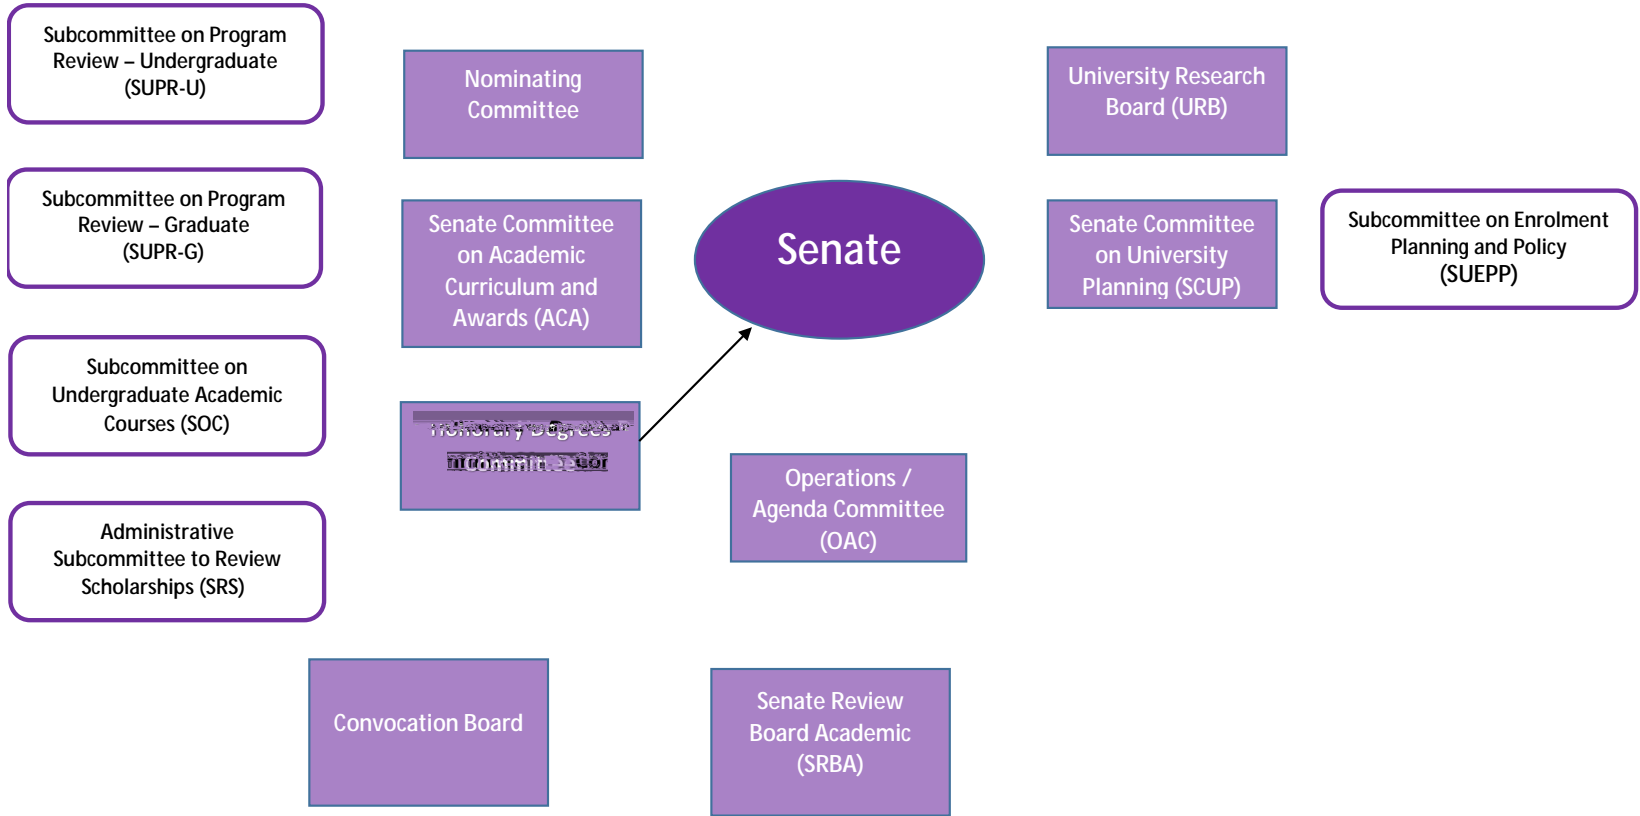 Subcommittee on Program
Review – Undergraduate
(SUPR-U)
Nominating
Committee
University Research
Board (URB)
Subcommittee on Program
Review – Graduate
(SUPR-G)
Senate Committee
on Academic
Curriculum and
Awards (ACA)
Senate
Senate Committee
on University
Planning (SCUP)
Subcommittee on Enrolment
Planning and Policy
(SUEPP)
Subcommittee on
Undergraduate Academic
Courses (SOC)
Honorary Degrees
Committee
Operations /
Agenda Committee
(OAC)
Administrative
Subcommittee to Review
Scholarships (SRS)
Convocation Board
Senate Review
Board Academic
(SRBA)